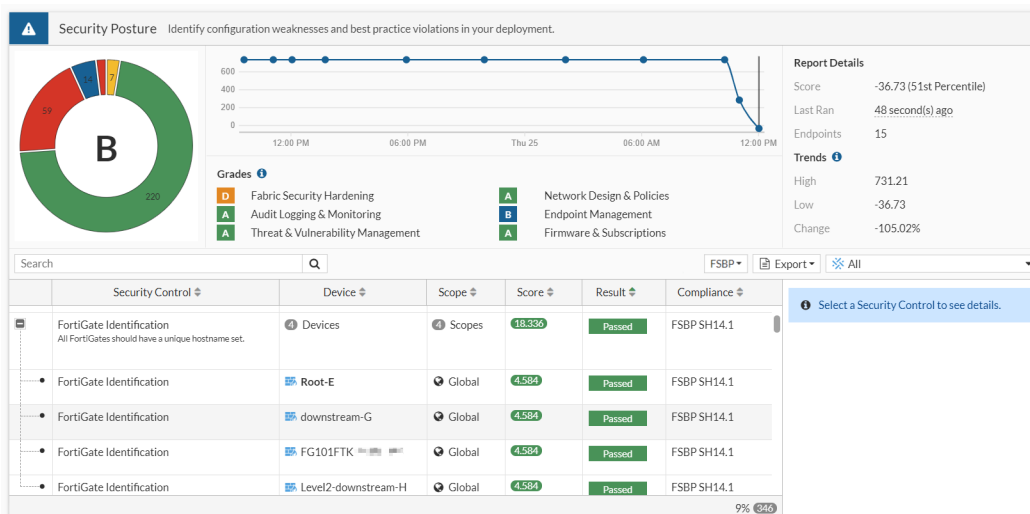 Security Posture Identify configuration weaknesses and best practice violations in your deployment.
7
14
59
220
B
600
400
200
0
12:00 PM 06:00 PM Thu 25 06:00 AM 12:00 PM
Grades
D Fabric Security Hardening
A Audit Logging & Monitoring
A Threat & Vulnerability Management
A Network Design & Policies
B Endpoint Management
A Firmware & Subscriptions
Report Details
Score -36.73 (51st Percentile)
Last Ran 48 second(s) ago
Endpoints 15
Trends
High 731.21
Low -36.73
Change -105.02%
Search FSBP Export All
Security Control Device Scope Score Result Compliance
FortiGate Identification 4 Devices 4 Scopes 18.336 Passed FSBP SH14.1
All FortiGates should have a unique hostname set.
FortiGate Identification Root-E Global 4.584 Passed FSBP SH14.1
FortiGate Identification downstream-G Global 4.584 Passed FSBP SH14.1
FortiGate Identification FG101FTK Global 4.584 Passed FSBP SH14.1
FortiGate Identification Level2-downstream-H Global 4.584 Passed FSBP SH14.1
9% 346
Select a Security Control to see details.